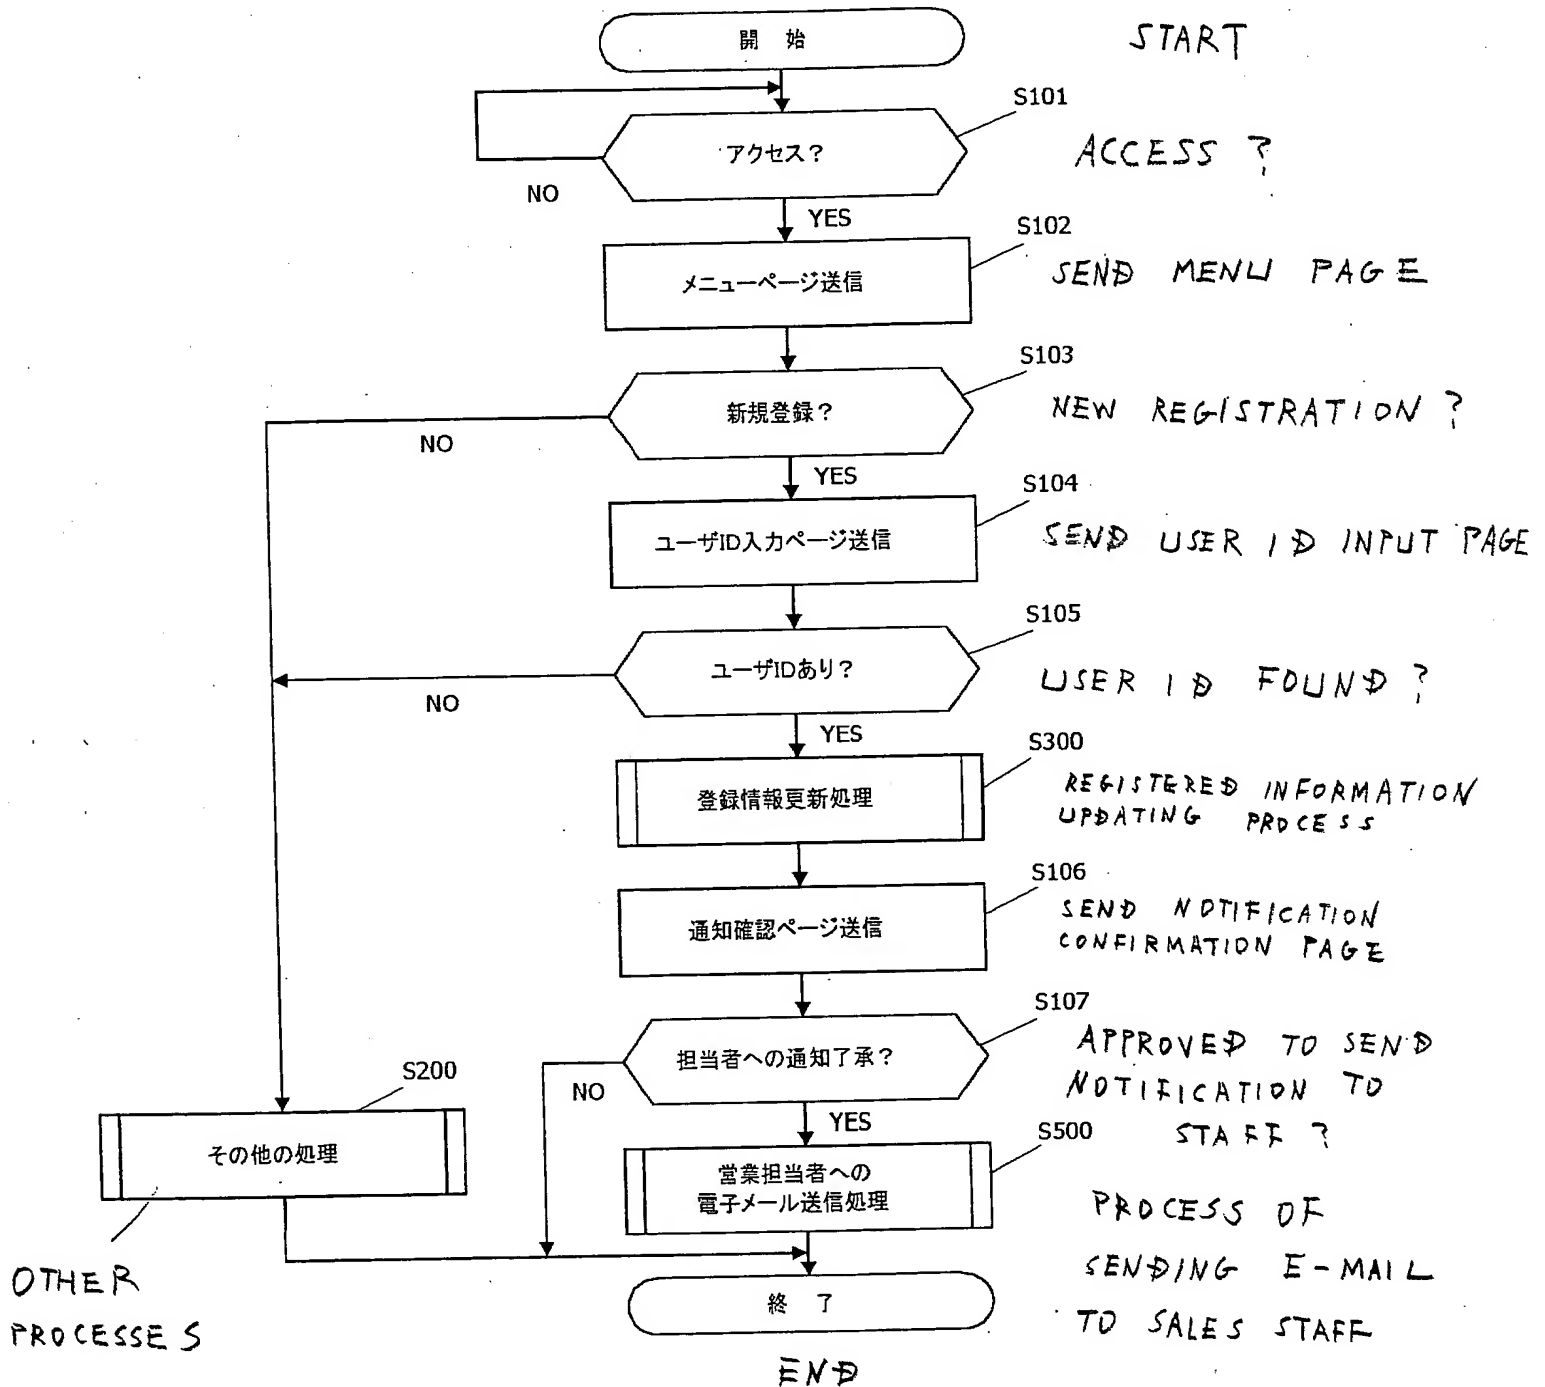 開 始
START
S101
アクセス？
ACCESS ?
NO
YES
S102
メニューページ送信
SEND MENU PAGE
S103
新規登録？
NEW REGISTRATION ?
NO
YES
S104
ユーザID入力ページ送信
SEND USER ID INPUT PAGE
S105
ユーザIDあり？
USER ID FOUND ?
NO
YES
S300
登録情報更新処理
REGISTERED INFORMATION
UPDATING PROCESS
S106
通知確認ページ送信
SEND NOTIFICATION
CONFIRMATION PAGE
S107
担当者への通知了承？
APPROVED TO SEND
NOTIFICATION TO
STAFF ?
NO
YES
S200
その他の処理
OTHER
PROCESSES
S500
営業担当者への
電子メール送信処理
PROCESS OF
SENDING E-MAIL
TO SALES STAFF
終 了
END